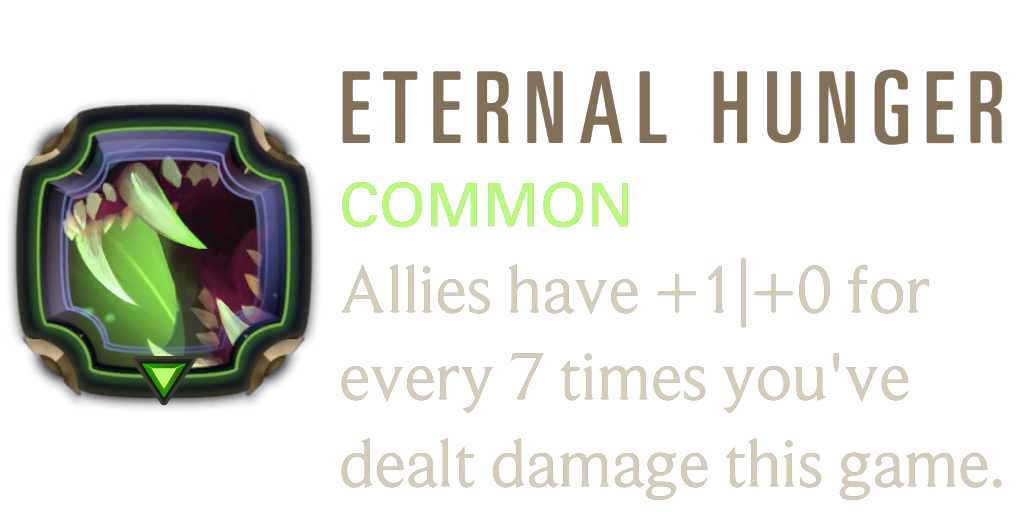 ETERNAL HUNGER
COMMON
Allies have +1|+0 for
every 7 times you've
dealt damage this game.